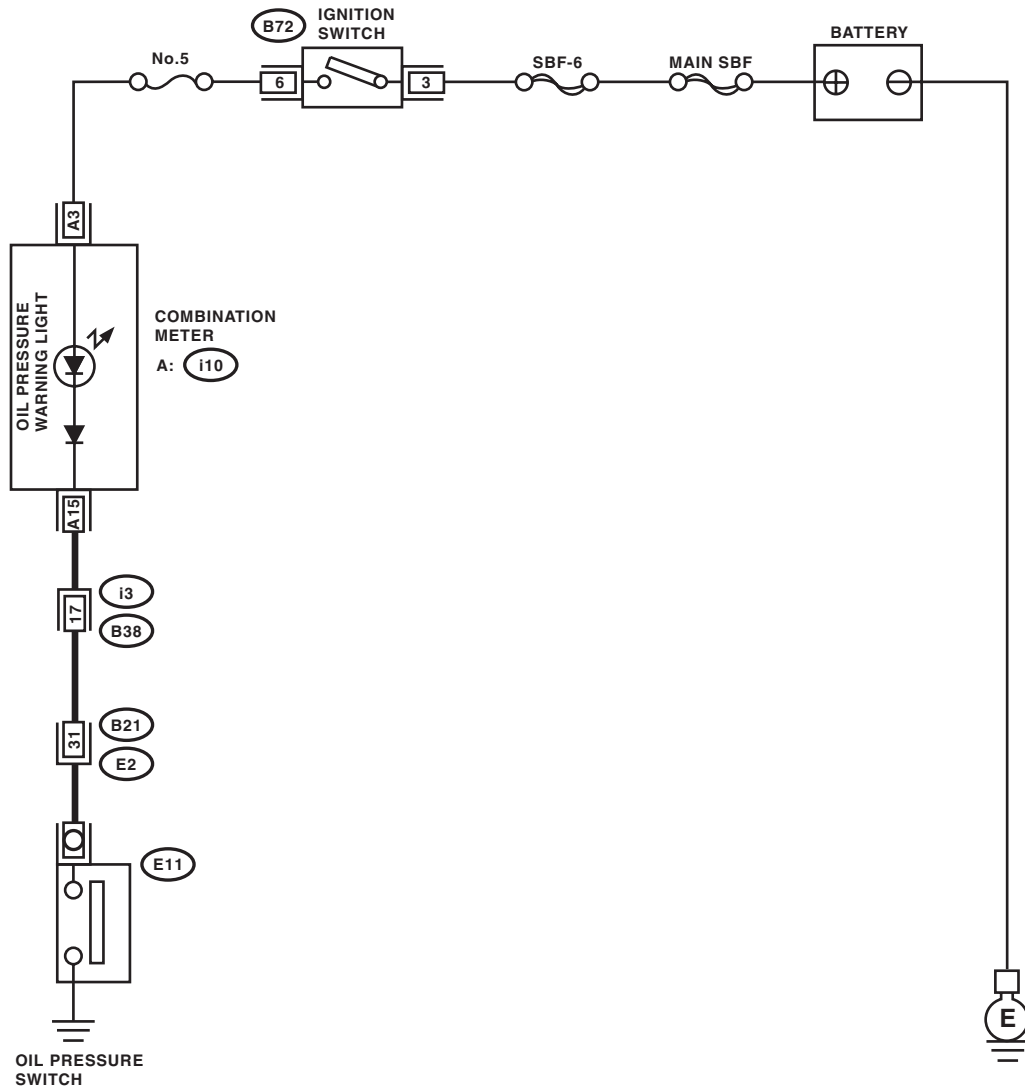 B72
IGNITION
SWITCH
BATTERY
No.5
SBF-6
MAIN SBF
6
3
A3
OIL PRESSURE
WARNING LIGHT
COMBINATION
METER
A: i10
A15
17
i3
B38
31
B21
E2
E11
E
OIL PRESSURE
SWITCH